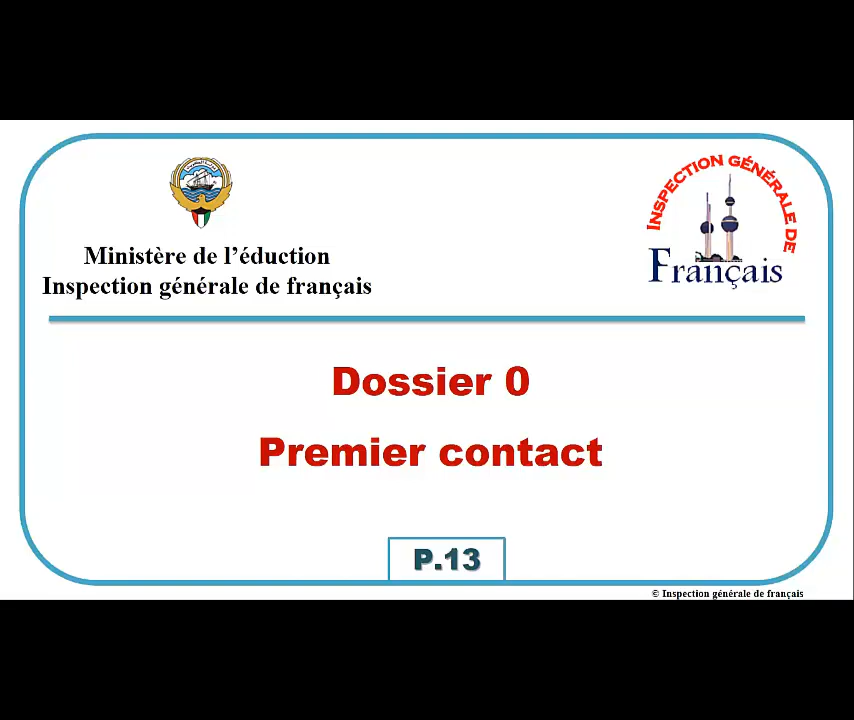 Ministère de l’éduction
Inspection générale de français
INSPECTION GÉNÉRALE DE
Français
Dossier 0
Premier contact
P.13
© Inspection générale de français